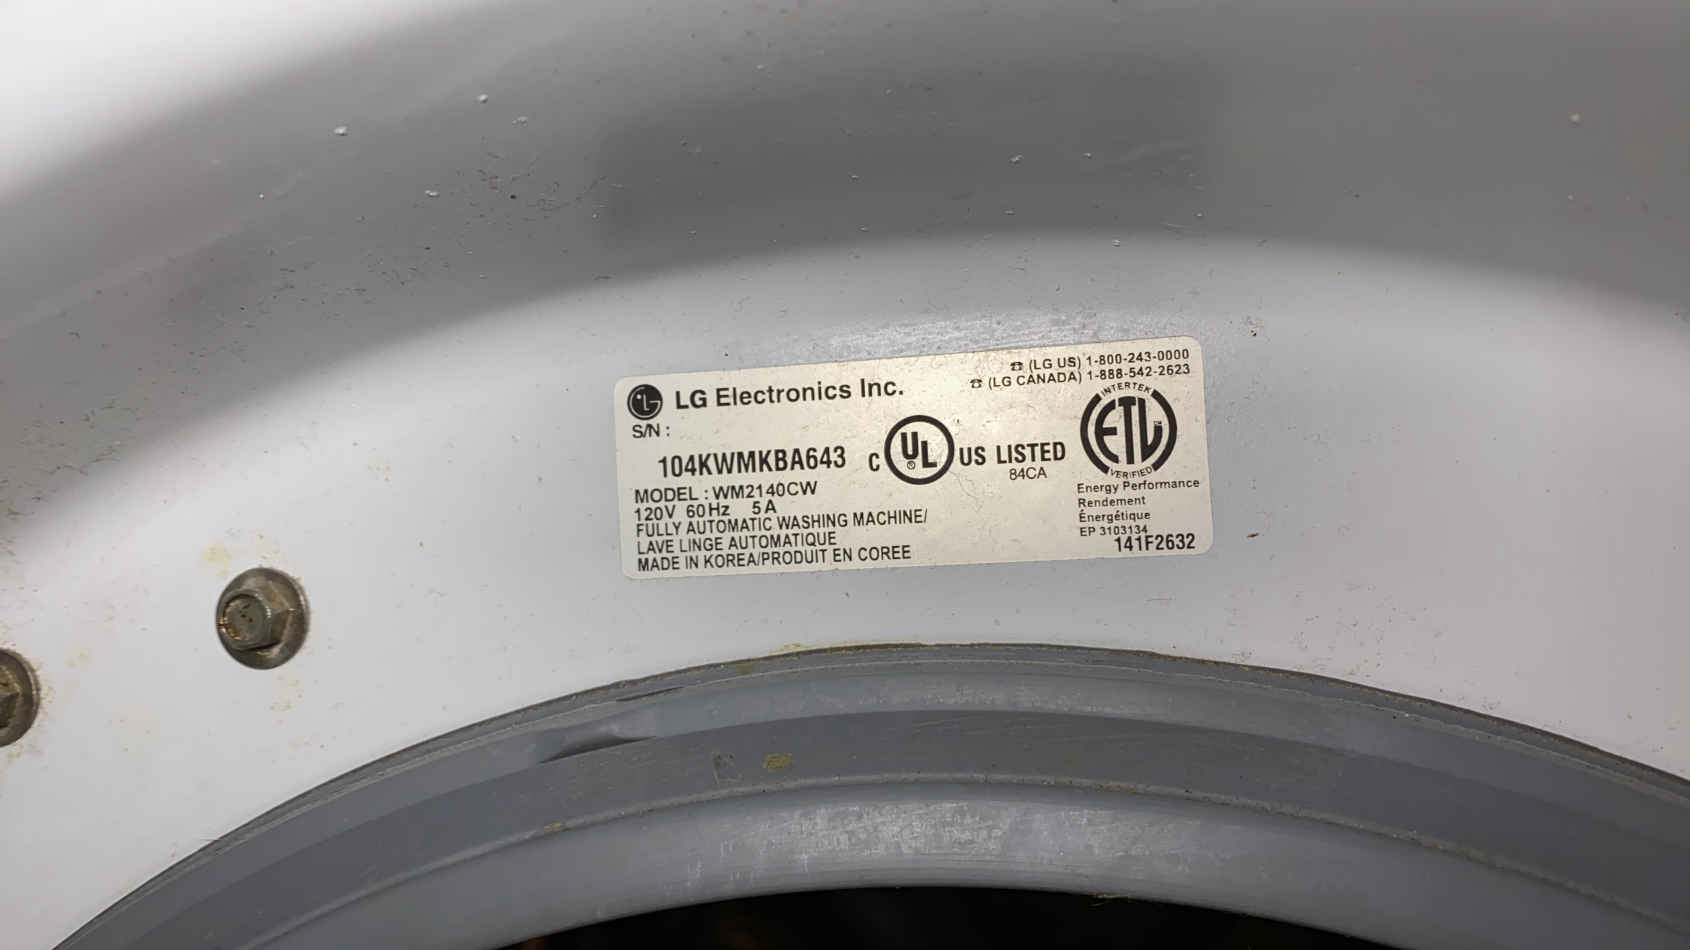 LG Electronics Inc.
☎ (LG US) 1-800-243-0000
☎ (LG CANADA) 1-888-542-2623
S/N :
104KWMKBA643
C UL ® US LISTED
84CA
INTERTEK
ETL
VERIFIED
Energy Performance
Rendement
Énergétique
EP 3103134
141F2632
MODEL : WM2140CW
120V 60Hz 5A
FULLY AUTOMATIC WASHING MACHINE/
LAVE LINGE AUTOMATIQUE
MADE IN KOREA/PRODUIT EN COREE